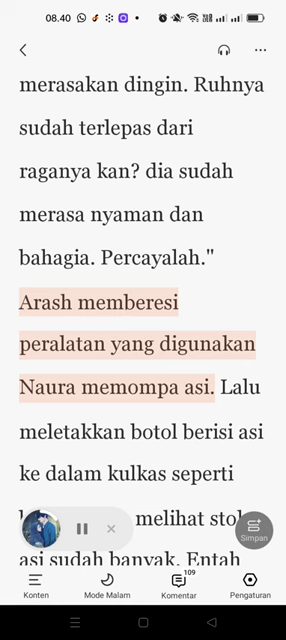 08.40
merasakan dingin. Ruhnya
sudah terlepas dari
raganya kan? dia sudah
merasa nyaman dan
bahagia. Percayalah."
Arash memberesi
peralatan yang digunakan
Naura memompa asi. Lalu
meletakkan botol berisi asi
ke dalam kulkas seperti
melihat
asi sudah banyak. Entah
Simpan
Konten
Mode Malam
Komentar
109
Pengaturan